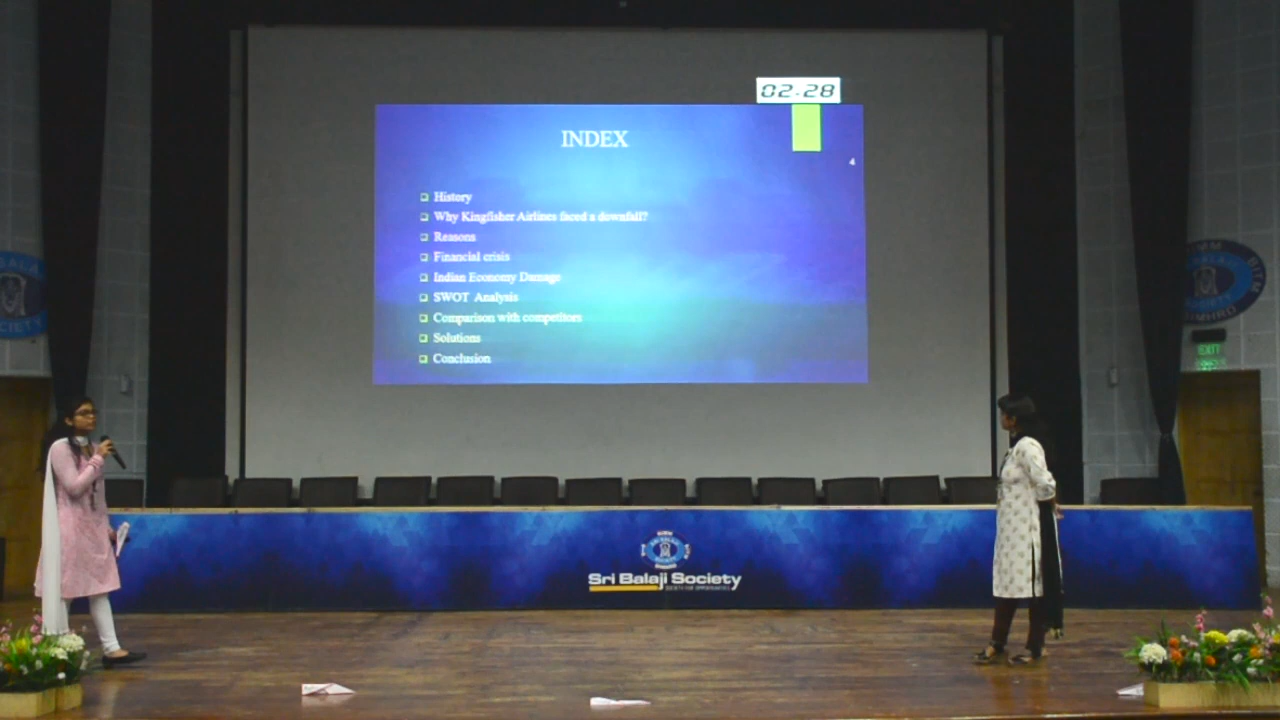 02-28
INDEX
4
History
Why Kingfisher Airlines faced a downfall?
Reasons
Financial crisis
Indian Economy Damage
SWOT Analysis
Comparison with competitors
Solutions
Conclusion
EXIT
Sri Balaji Society